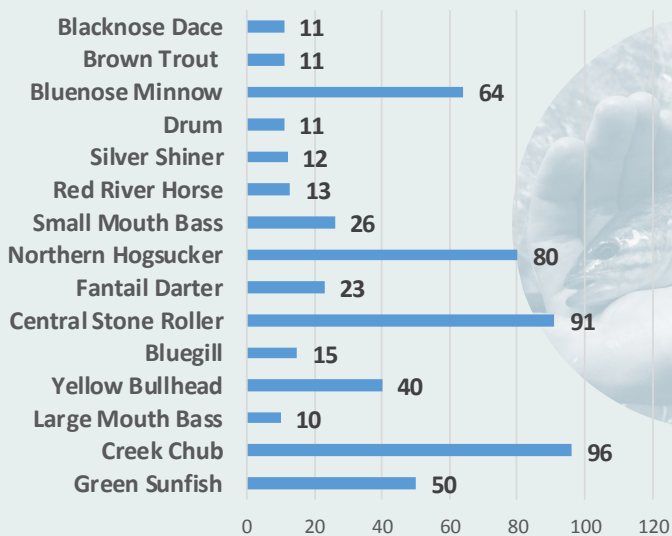 Blacknose Dace 11
Brown Trout 11
Bluenose Minnow 64
Drum 11
Silver Shiner 12
Red River Horse 13
Small Mouth Bass 26
Northern Hogsucker 80
Fantail Darter 23
Central Stone Roller 91
Bluegill 15
Yellow Bullhead 40
Large Mouth Bass 10
Creek Chub 96
Green Sunfish 50
0 20 40 60 80 100 120